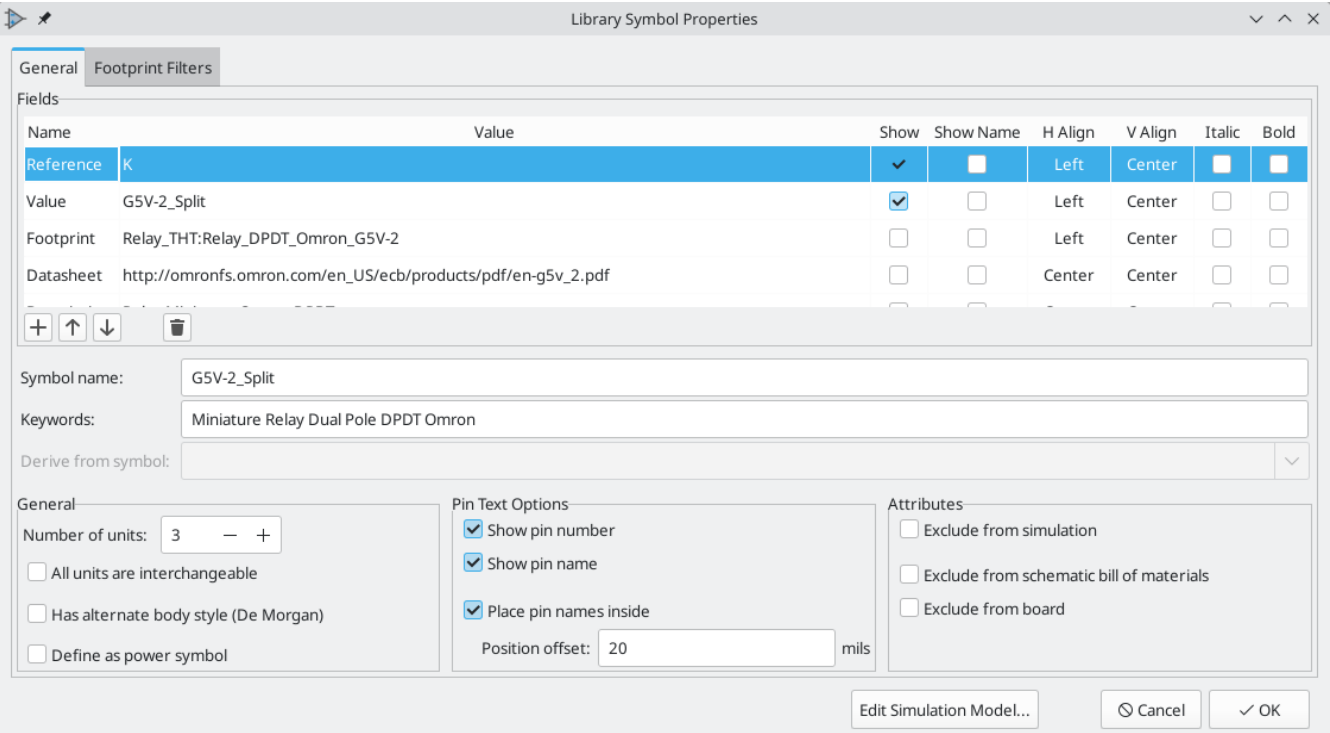 Library Symbol Properties
General Footprint Filters
Fields
Name Value Show Show Name H Align V Align Italic Bold
Reference K Left Center
Value G5V-2_Split Left Center
Footprint Relay_THT:Relay_DPDT_Omron_G5V-2 Left Center
Datasheet http://omronfs.omron.com/en_US/ecb/products/pdf/en-g5v_2.pdf Center Center
Symbol name: G5V-2_Split
Keywords: Miniature Relay Dual Pole DPDT Omron
Derive from symbol:
General
Number of units: 3
All units are interchangeable
Has alternate body style (De Morgan)
Define as power symbol
Pin Text Options
Show pin number
Show pin name
Place pin names inside
Position offset: 20 mils
Attributes
Exclude from simulation
Exclude from schematic bill of materials
Exclude from board
Edit Simulation Model... Cancel OK